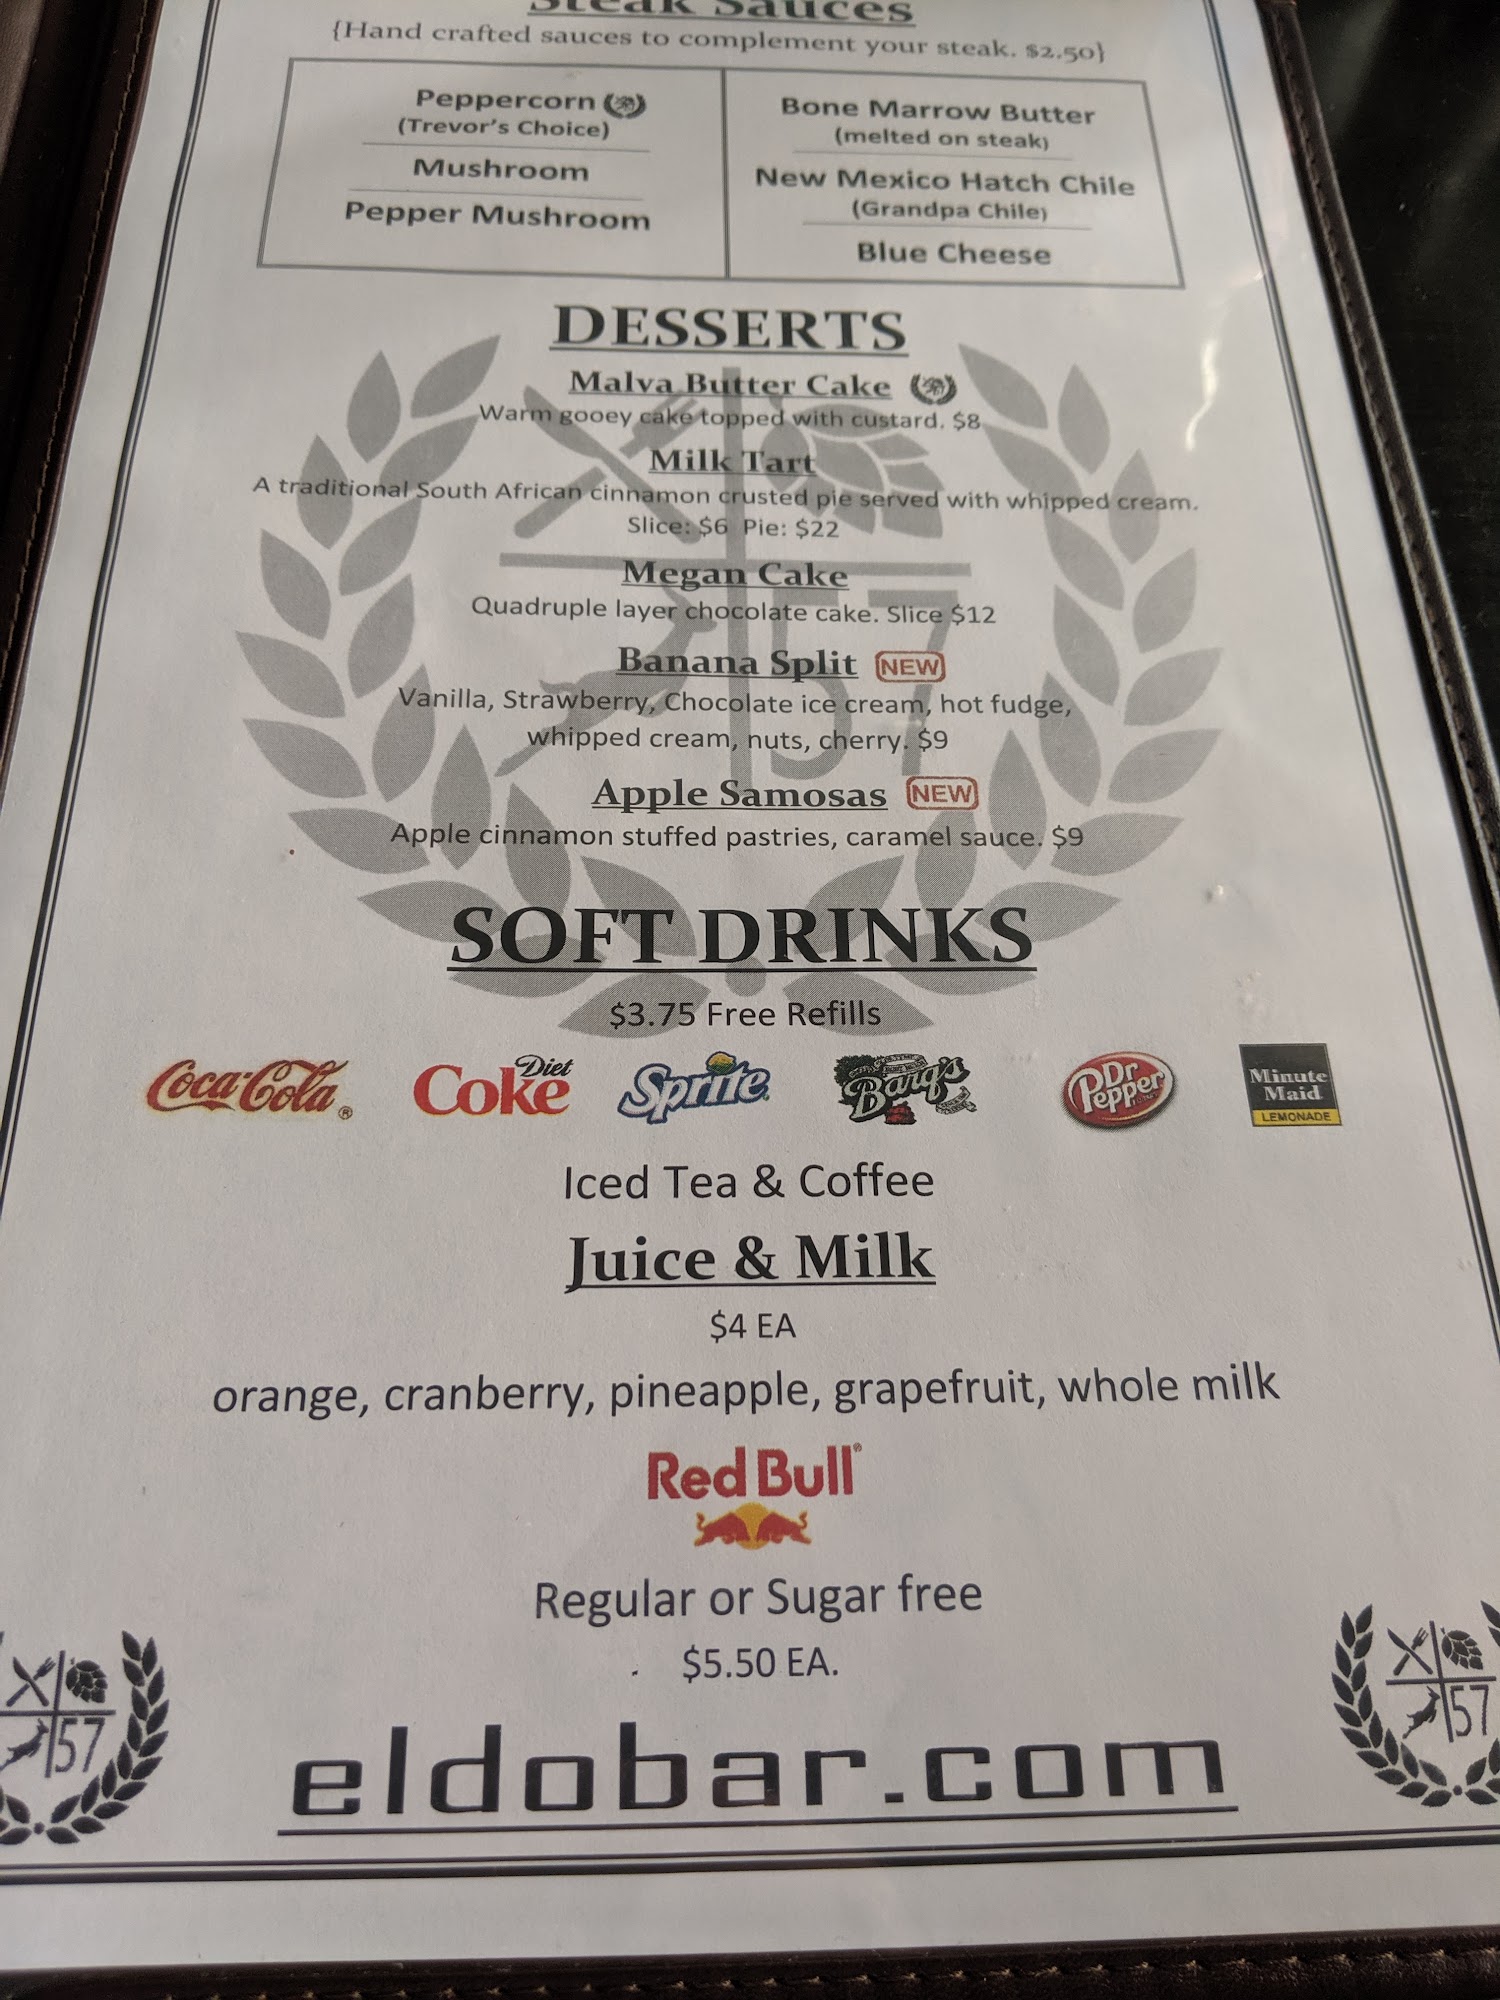 Steak Sauces
{Hand crafted sauces to complement your steak. $2.50}
Peppercorn
(Trevor's Choice)
Mushroom
Pepper Mushroom
Bone Marrow Butter
(melted on steak)
New Mexico Hatch Chile
(Grandpa Chile)
Blue Cheese
DESSERTS
Malva Butter Cake
Warm gooey cake topped with custard. $8
Milk Tart
A traditional South African cinnamon crusted pie served with whipped cream.
Slice: $6 Pie: $22
Megan Cake
Quadruple layer chocolate cake. Slice $12
Banana Split NEW
Vanilla, Strawberry, Chocolate ice cream, hot fudge,
whipped cream, nuts, cherry. $9
Apple Samosas NEW
Apple cinnamon stuffed pastries, caramel sauce. $9
57
SOFT DRINKS
$3.75 Free Refills
Coca-Cola ®
Diet
Coke
Sprite
Barq's
Dr
Pepper
Minute
Maid
LEMONADE
Iced Tea & Coffee
Juice & Milk
$4 EA
orange, cranberry, pineapple, grapefruit, whole milk
Red Bull®
Regular or Sugar free
$5.50 EA.
57
57
eldobar.com